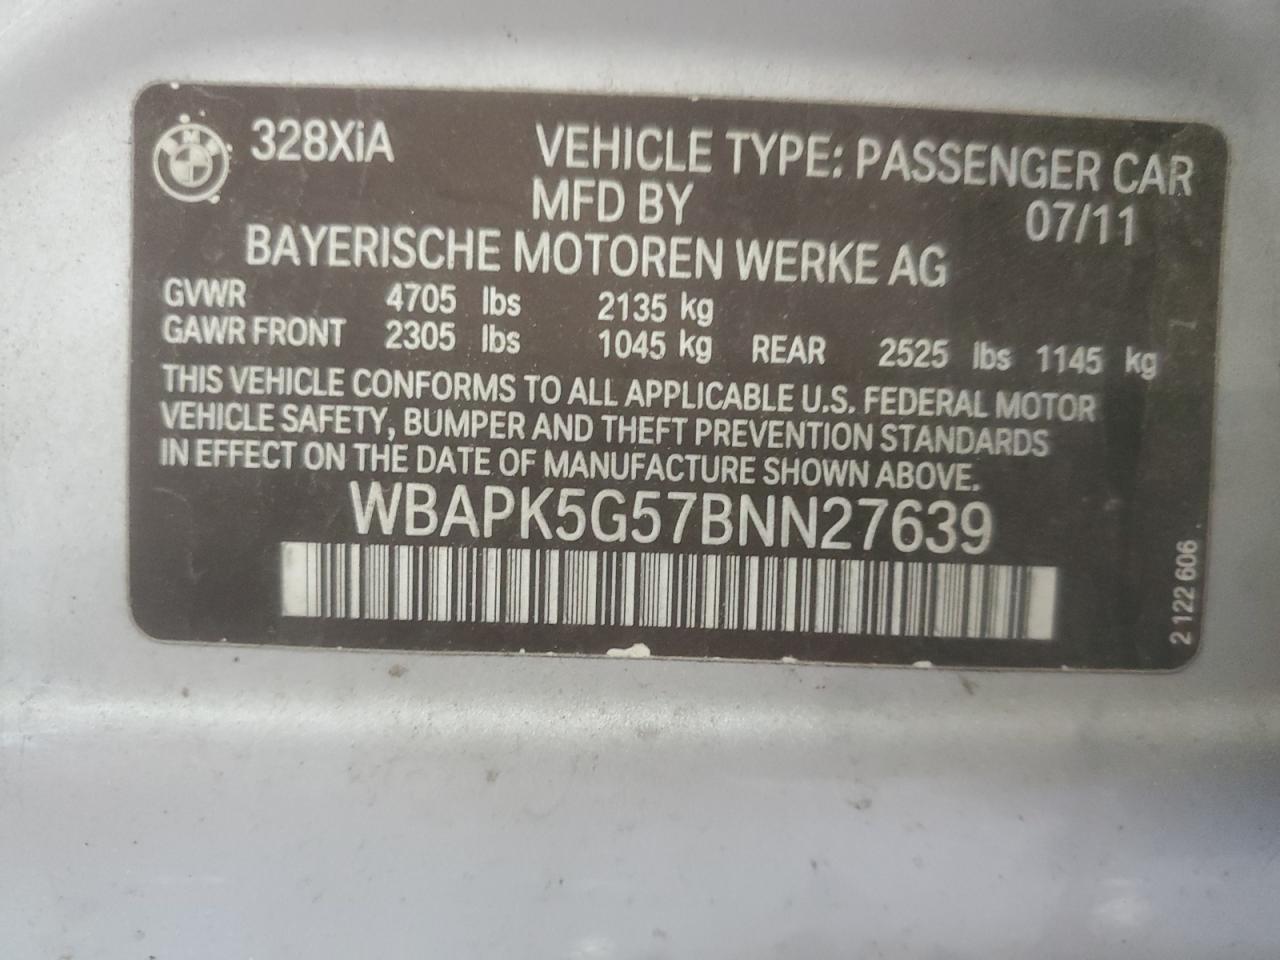 328XiA VEHICLE TYPE: PASSENGER CAR
MFD BY 07/11
BAYERISCHE MOTOREN WERKE AG
GVWR 4705 lbs 2135 kg
GAWR FRONT 2305 lbs 1045 kg REAR 2525 lbs 1145 kg
THIS VEHICLE CONFORMS TO ALL APPLICABLE U.S. FEDERAL MOTOR
VEHICLE SAFETY, BUMPER AND THEFT PREVENTION STANDARDS
IN EFFECT ON THE DATE OF MANUFACTURE SHOWN ABOVE.
WBAPK5G57BNN27639
2 122 606